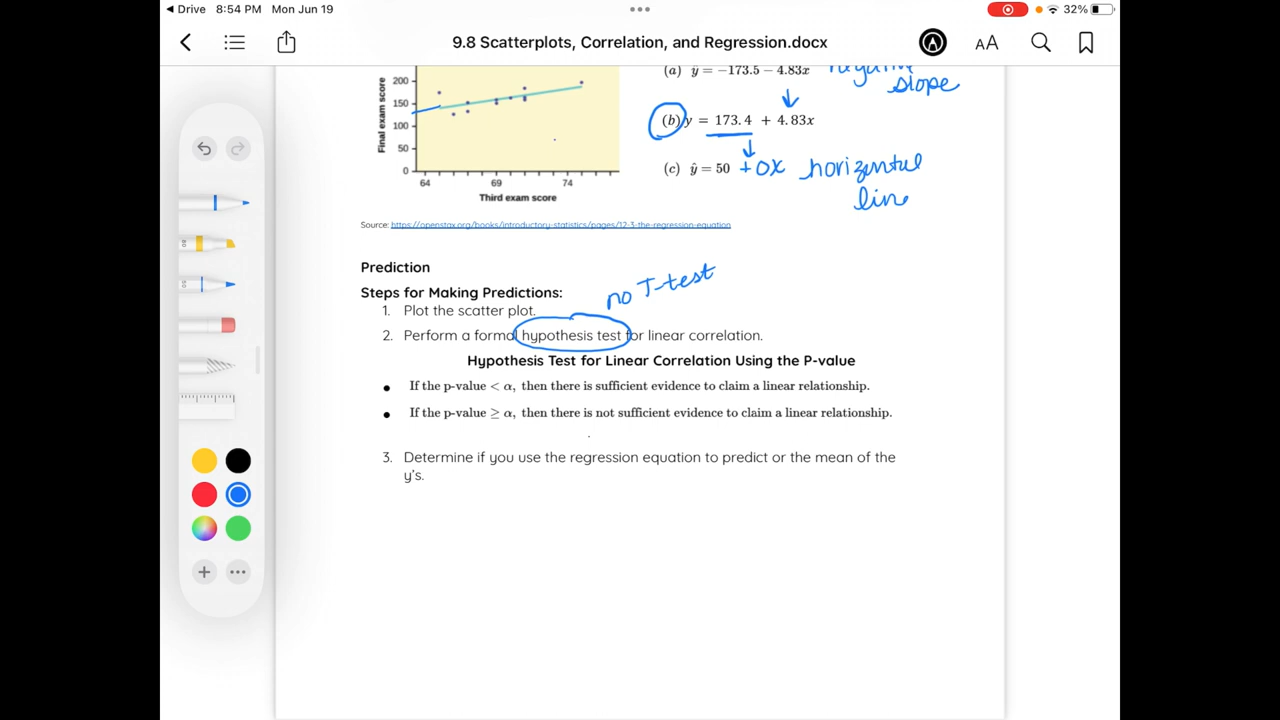 Drive 8:54 PM Mon Jun 19 32%
9.8 Scatterplots, Correlation, and Regression.docx
AA
(a) ŷ = −173.5 − 4.83x negative
slope
(b) y = 173.4 + 4.83x
(c) ŷ = 50 +0x horizontal
line
Final exam score
200
150
100
50
0
64 69 74
Third exam score
Source: https://openstax.org/books/introductory-statistics/pages/12-3-the-regression-equation
Prediction
no T-test
Steps for Making Predictions:
1. Plot the scatter plot.
2. Perform a formal hypothesis test for linear correlation.
Hypothesis Test for Linear Correlation Using the P-value
• If the p-value < α, then there is sufficient evidence to claim a linear relationship.
• If the p-value ≥ α, then there is not sufficient evidence to claim a linear relationship.
3. Determine if you use the regression equation to predict or the mean of the
y's.